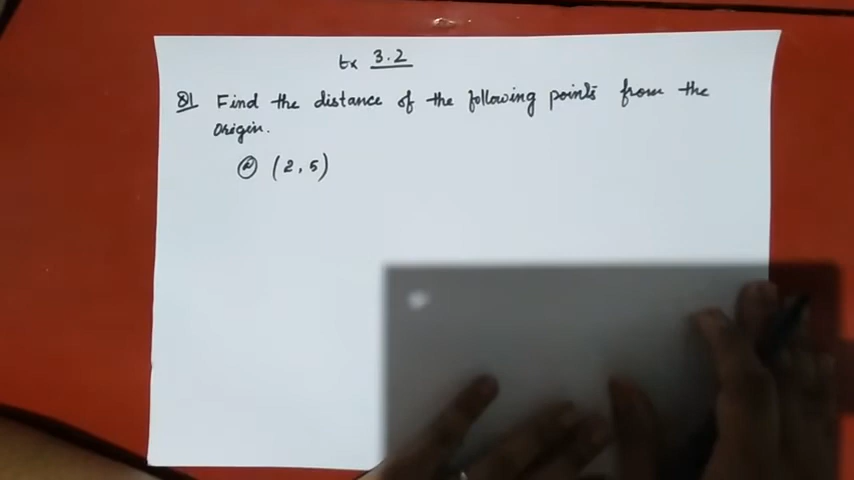 Ex 3.2
Q1 Find the distance of the following points from the
origin.
(a) (2, 5)